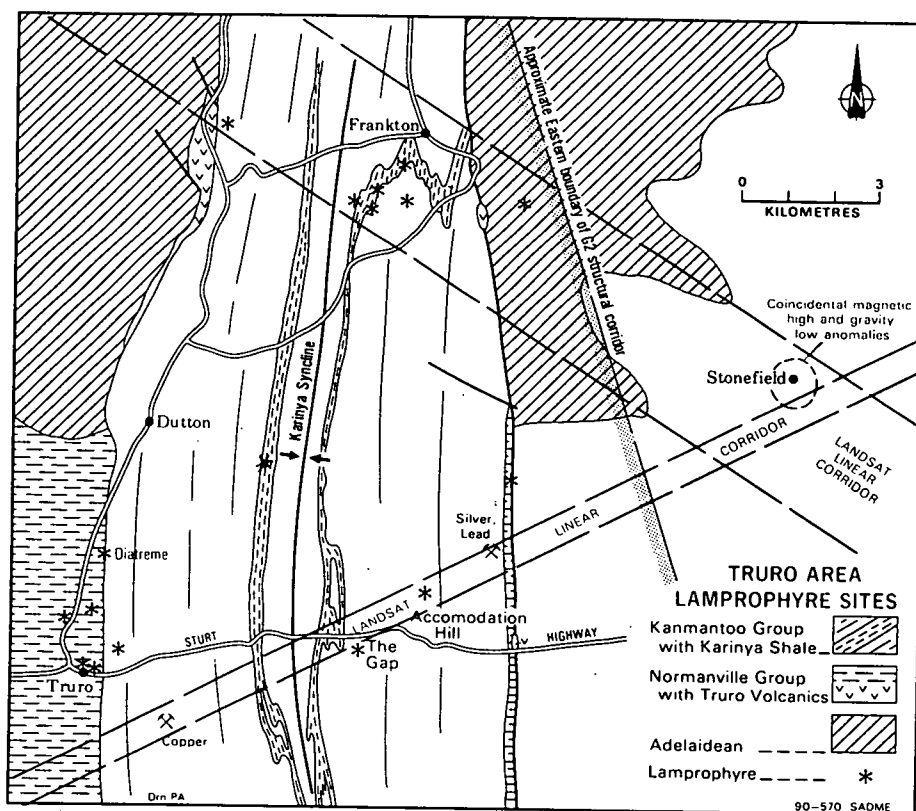 Approximate Eastern boundary of G2 structural corridor
N
Frankton
0 3
KILOMETRES
Coincidental magnetic
high and gravity
low anomalies
Stonefield
Karinya Syncline
Dutton
CORRIDOR
LANDSAT
LINEAR
CORRIDOR
Silver,
Lead
LINEAR
Diatreme
LANDSAT
Accomodation
Hill
STURT
HIGHWAY
The
Gap
Truro
Copper
TRURO AREA
LAMPROPHYRE SITES
Kanmantoo Group
with Karinya Shale
Normanville Group
with Truro Volcanics
Adelaidean
Lamprophyre
Drn PA
90–570 SADME